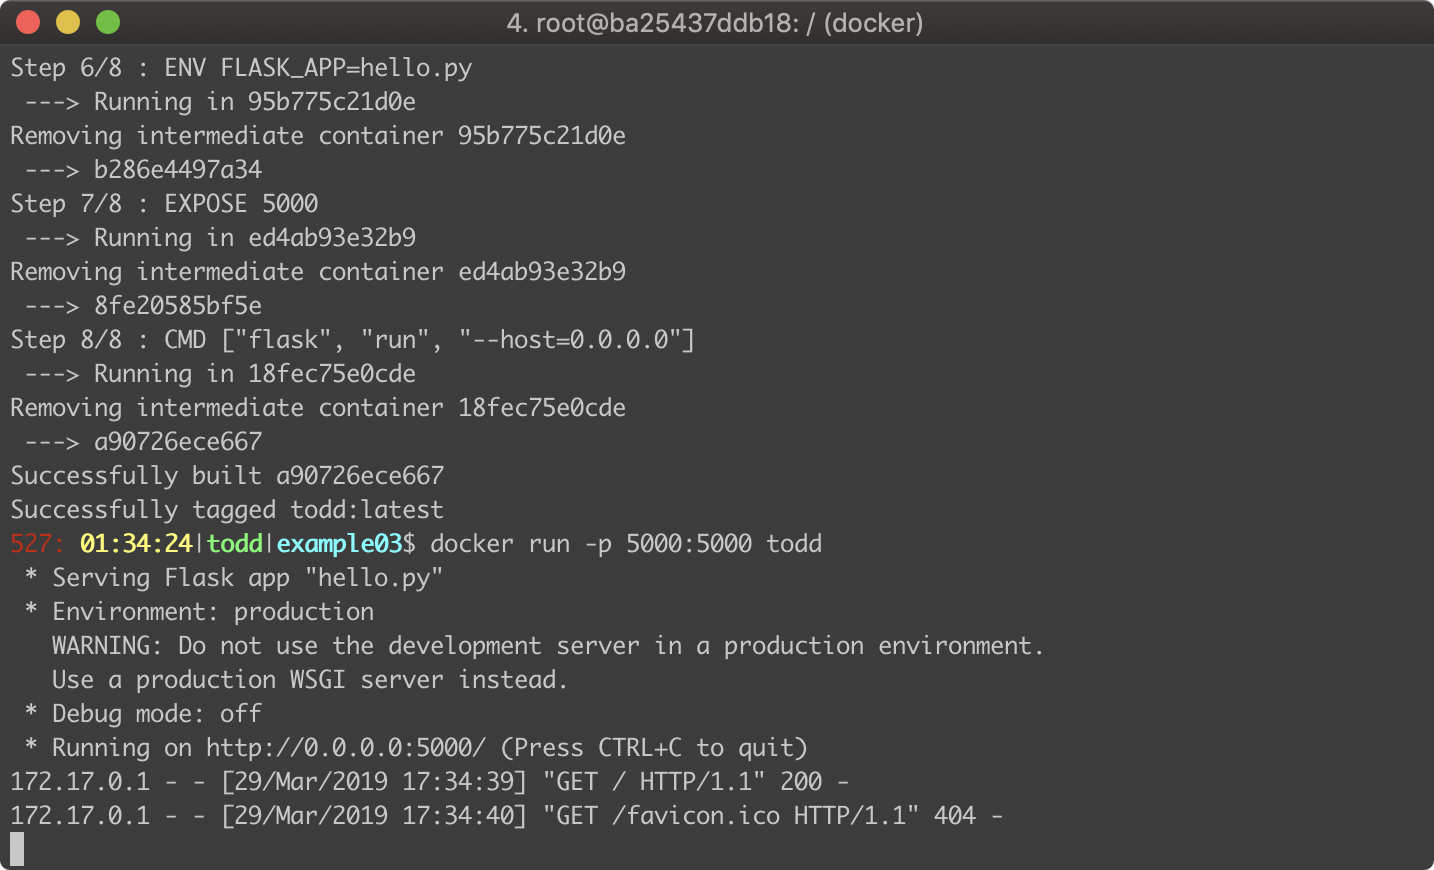 4. root@ba25437ddb18: / (docker)
Step 6/8 : ENV FLASK_APP=hello.py
 ---> Running in 95b775c21d0e
Removing intermediate container 95b775c21d0e
 ---> b286e4497a34
Step 7/8 : EXPOSE 5000
 ---> Running in ed4ab93e32b9
Removing intermediate container ed4ab93e32b9
 ---> 8fe20585bf5e
Step 8/8 : CMD ["flask", "run", "--host=0.0.0.0"]
 ---> Running in 18fec75e0cde
Removing intermediate container 18fec75e0cde
 ---> a90726ece667
Successfully built a90726ece667
Successfully tagged todd:latest
527: 01:34:24|todd|example03$ docker run -p 5000:5000 todd
 * Serving Flask app "hello.py"
 * Environment: production
   WARNING: Do not use the development server in a production environment.
   Use a production WSGI server instead.
 * Debug mode: off
 * Running on http://0.0.0.0:5000/ (Press CTRL+C to quit)
172.17.0.1 - - [29/Mar/2019 17:34:39] "GET / HTTP/1.1" 200 -
172.17.0.1 - - [29/Mar/2019 17:34:40] "GET /favicon.ico HTTP/1.1" 404 -